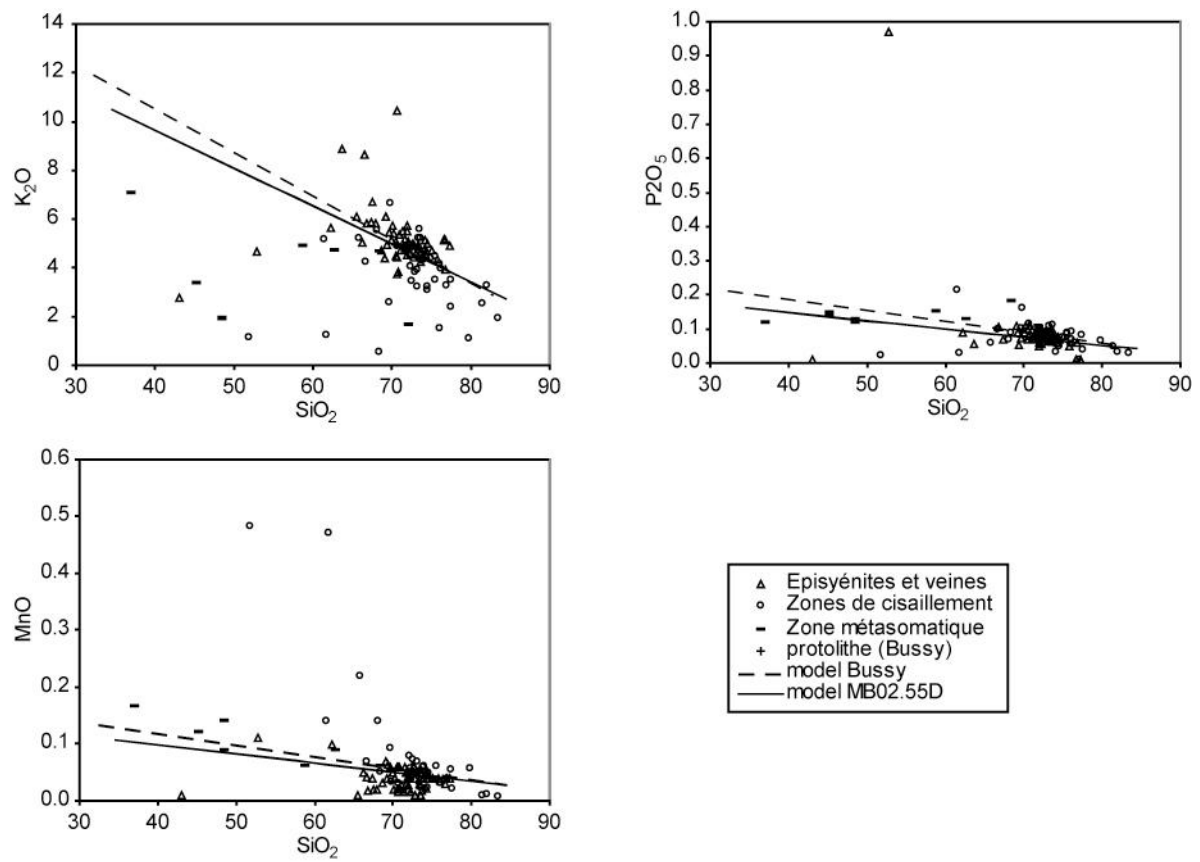 14
12
10
8
6
4
2
0
K₂O
30 40 50 60 70 80 90
SiO₂
1.0
0.9
0.8
0.7
0.6
0.5
0.4
0.3
0.2
0.1
0.0
P2O₅
30 40 50 60 70 80 90
SiO₂
0.6
0.5
0.4
0.3
0.2
0.1
0.0
MnO
30 40 50 60 70 80 90
SiO₂
Episyénites et veines
Zones de cisaillement
Zone métasomatique
protolithe (Bussy)
model Bussy
model MB02.55D